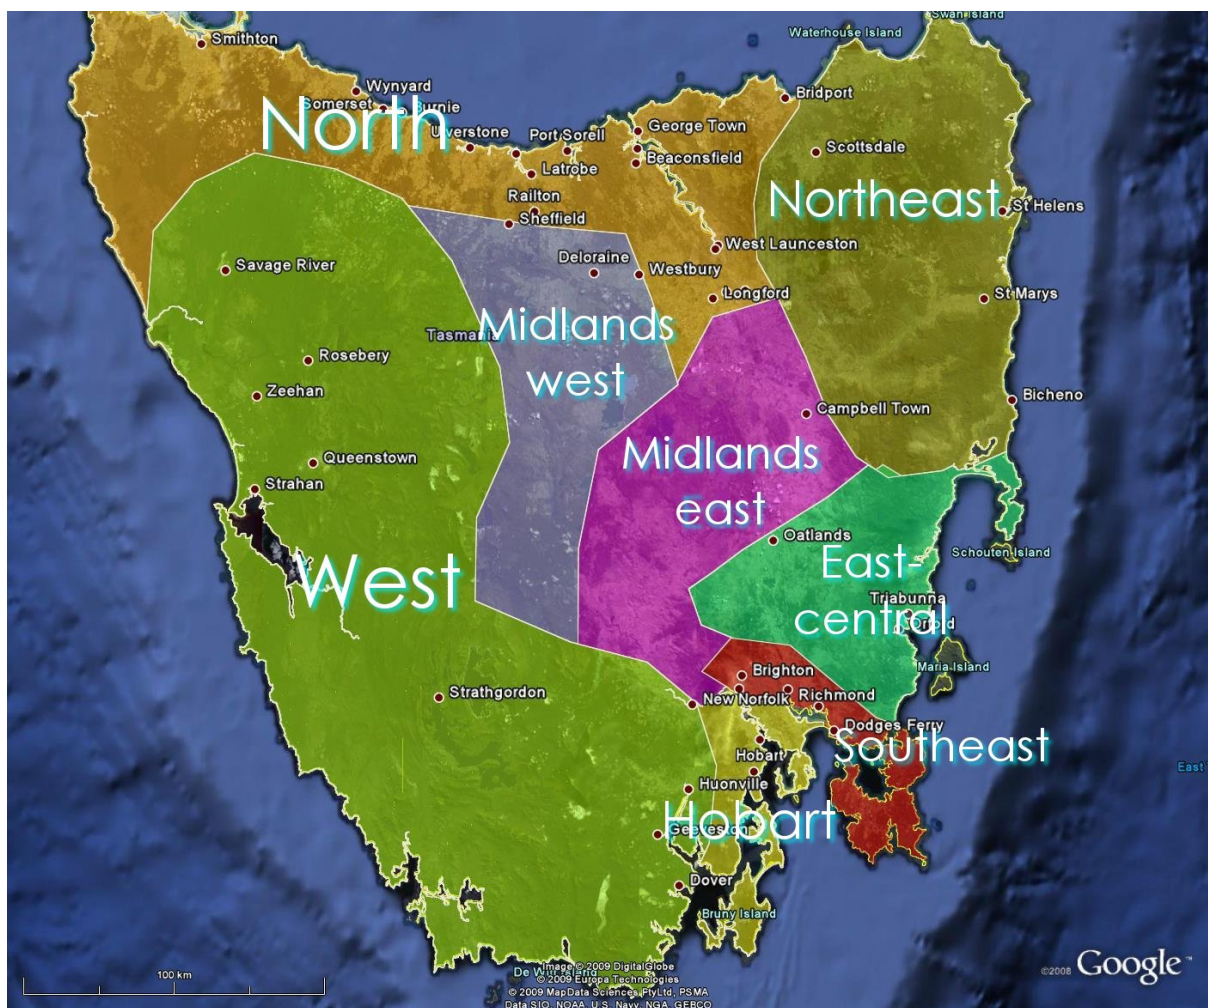 Swan Island
Smithton
Waterhouse Island
Wynyard
Bridport
Somerset
Burnie
North
George Town
Ulverstone
Port Sorell
Scottsdale
Beaconsfield
Latrobe
Railton
Northeast
St Helens
Sheffield
West Launceston
Deloraine
Savage River
Westbury
Longford
St Marys
Midlands
west
Tasmania
Rosebery
Zeehan
Bicheno
Campbell Town
Midlands
east
Queenstown
Strahan
Oatlands
Schouten Island
East-
central
West
Triabunna
Orford
Maria Island
Brighton
Strathgordon
New Norfolk
Richmond
Dodges Ferry
Southeast
Hobart
East
Huonville
Hobart
Geeveston
Dover
Bruny Island
100 km
De Witt Island
Image © 2009 DigitalGlobe
© 2009 Europa Technologies
© 2009 MapData Sciences PtyLtd, PSMA
Data SIO, NOAA, U.S. Navy, NGA, GEBCO
©2008 Google™